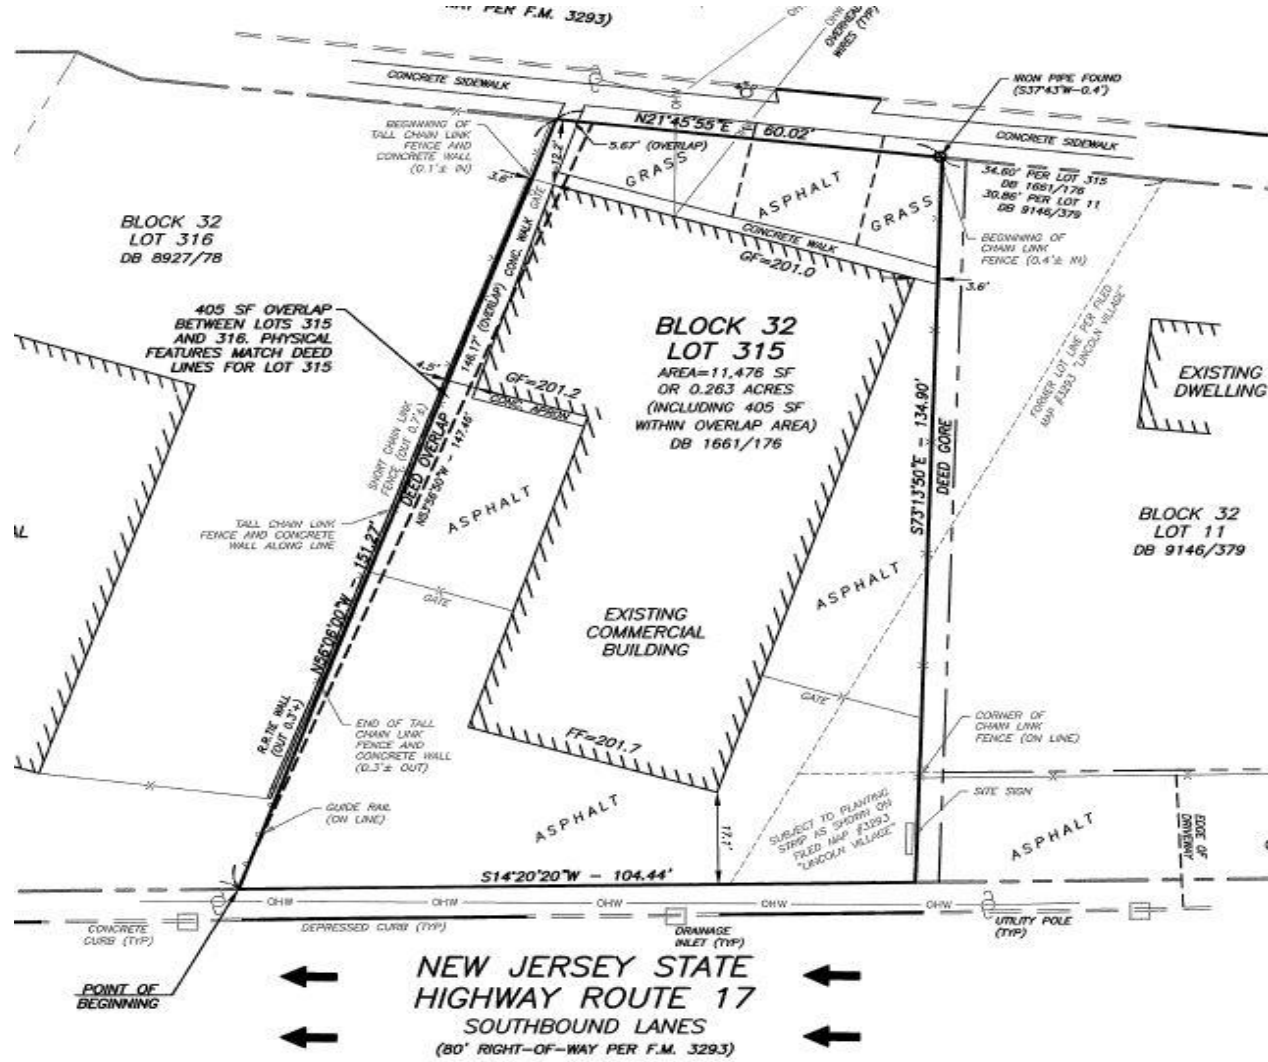 PER F.M. 3293)
OHW
OHW
OVERHEAD
WIRES (TYP)
CONCRETE SIDEWALK
OHW
IRON PIPE FOUND
(S37°43'W-0.4')
N21°45'55"E - 60.02'
CONCRETE SIDEWALK
BEGINNING OF
TALL CHAIN LINK
FENCE AND
CONCRETE WALL
(0.1'± IN)
12.2'
5.67' (OVERLAP)
3.6'
GATE
GRASS
ASPHALT
GRASS
34.60' PER LOT 315
DB 1661/176
30.86' PER LOT 11
DB 9146/379
BLOCK 32
LOT 316
DB 8927/78
CONC. WALK
CONCRETE WALK
GF=201.0
BEGINNING OF
CHAIN LINK
FENCE (0.4'± IN)
3.6'
405 SF OVERLAP
BETWEEN LOTS 315
AND 316. PHYSICAL
FEATURES MATCH DEED
LINES FOR LOT 315
146.17' (OVERLAP)
BLOCK 32
LOT 315
AREA=11,476 SF
OR 0.263 ACRES
(INCLUDING 405 SF
WITHIN OVERLAP AREA)
DB 1661/176
FORMER LOT LINE PER FILED
MAP #3293 "LINCOLN VILLAGE"
EXISTING
DWELLING
4.5'
GF=201.2
CONC. APRON
SHORT CHAIN LINK
FENCE (OUT 0.7'±)
DEED OVERLAP
N53°56'50"W - 147.46'
S73°13'50"E - 134.90'
DEED GORE
ASPHALT
TALL CHAIN LINK
FENCE AND CONCRETE
WALL ALONG LINE
BLOCK 32
LOT 11
DB 9146/379
AL
N56°06'00"W - 151.27'
GATE
ASPHALT
EXISTING
COMMERCIAL
BUILDING
GATE
R.R.TIE WALL
(OUT 0.3'±)
END OF TALL
CHAIN LINK
FENCE AND
CONCRETE WALL
(0.3'± OUT)
FF=201.7
CORNER OF
CHAIN LINK
FENCE (ON LINE)
GUIDE RAIL
(ON LINE)
ASPHALT
17.1'
SUBJECT TO PLANTING
STRIP AS SHOWN ON
FILED MAP #3293
"LINCOLN VILLAGE"
SITE SIGN
ASPHALT
EDGE OF
DRIVEWAY
S14°20'20"W - 104.44'
OHW
OHW
OHW
OHW
OHW
CONCRETE
CURB (TYP)
DEPRESSED CURB (TYP)
DRAINAGE
INLET (TYP)
UTILITY POLE
(TYP)
POINT OF
BEGINNING
NEW JERSEY STATE
HIGHWAY ROUTE 17
SOUTHBOUND LANES
(80' RIGHT-OF-WAY PER F.M. 3293)